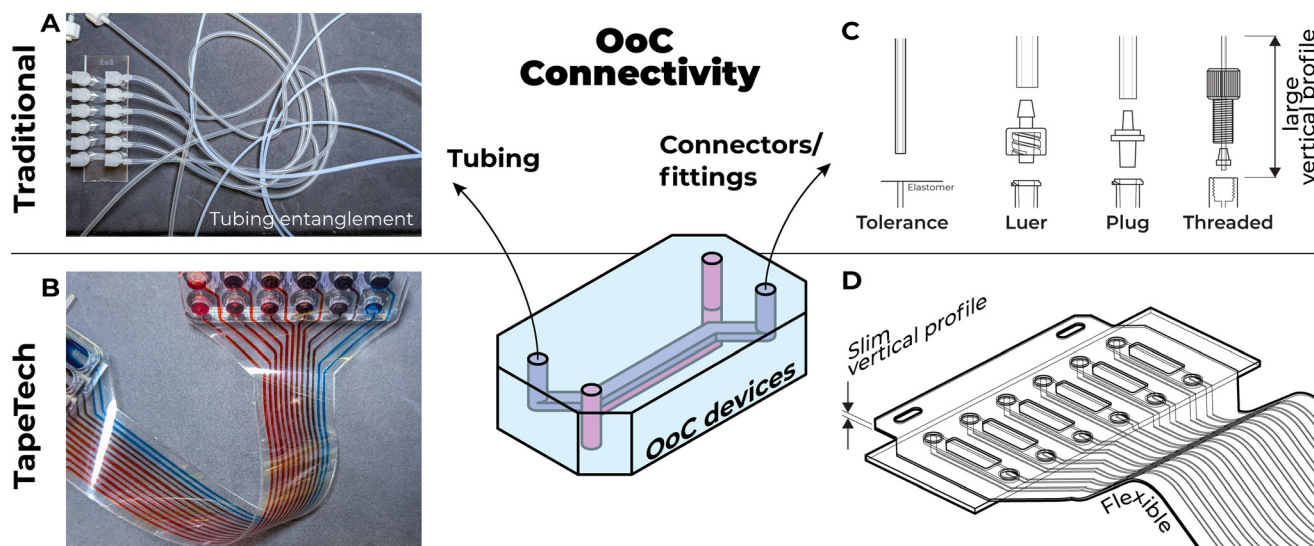 A
Traditional
Tubing entanglement
OoC
Connectivity
Tubing
Connectors/
fittings
C
Elastomer
large
vertical profile
Tolerance
Luer
Plug
Threaded
B
TapeTech
OoC devices
D
Slim
vertical profile
Flexible